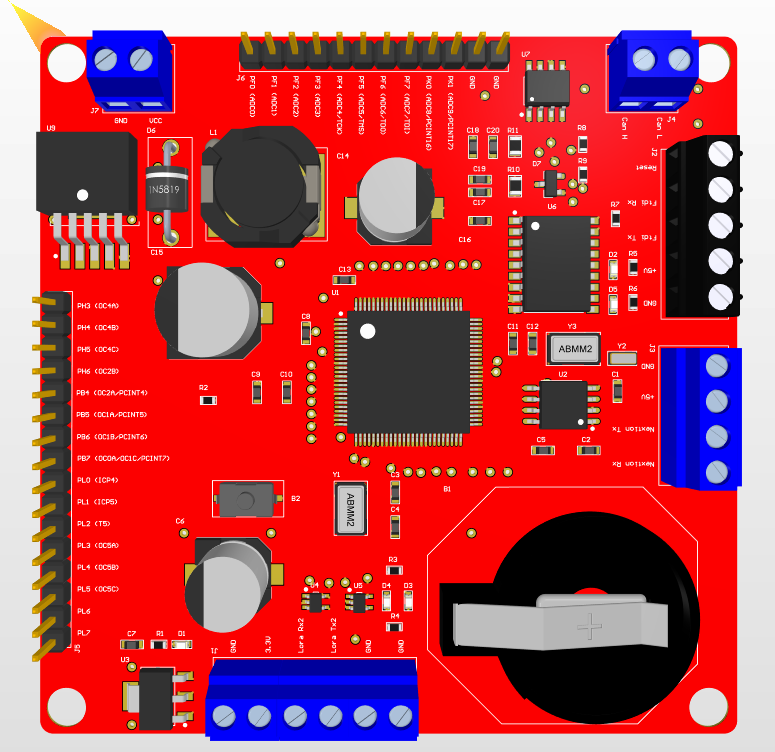 J7
GND
VCC
J6
PF0 (ADC0)
PF1 (ADC1)
PF2 (ADC2)
PF3 (ADC3)
PF4 (ADC4/TCK)
PF5 (ADC5/TMS)
PF6 (ADC6/TDO)
PF7 (ADC7/TDI)
PK0 (ADC8/PCINT16)
PK1 (ADC9/PCINT17)
GND
GND
U7
J4
Can H
Can L
U9
D6
1N5819
L1
C14
C15
C16
C18
C20
R11
R8
C19
R10
D7
R9
C17
U6
R7
J2
Reset
Ftdi Rx
Ftdi Tx
+5U
GND
D2
R5
D5
R6
C13
U1
C8
C9
C10
R2
C11
C12
Y3
ABMM2
Y2
U2
C1
C5
C2
J3
GND
+5U
Nextion Tx
Nextion Rx
PH3 (OC4A)
PH4 (OC4B)
PH5 (OC4C)
PH6 (OC2B)
PB4 (OC2A/PCINT4)
PB5 (OC1A/PCINT5)
PB6 (OC1B/PCINT6)
PB7 (OC0A/OC1C/PCINT7)
PL0 (ICP4)
PL1 (ICP5)
PL2 (T5)
PL3 (OC5A)
PL4 (OC5B)
PL5 (OC5C)
PL6
PL7
J5
B2
Y1
ABMM2
C3
C4
B1
C6
R3
U4
U5
D4
D3
R4
C7
R1
D1
U3
J1
GND
3.3V
Lora Rx2
Lora Tx2
GND
GND